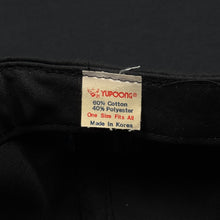 YUPOONG®
60% Cotton
40% Polyester
One Size Fits All
Made in Korea